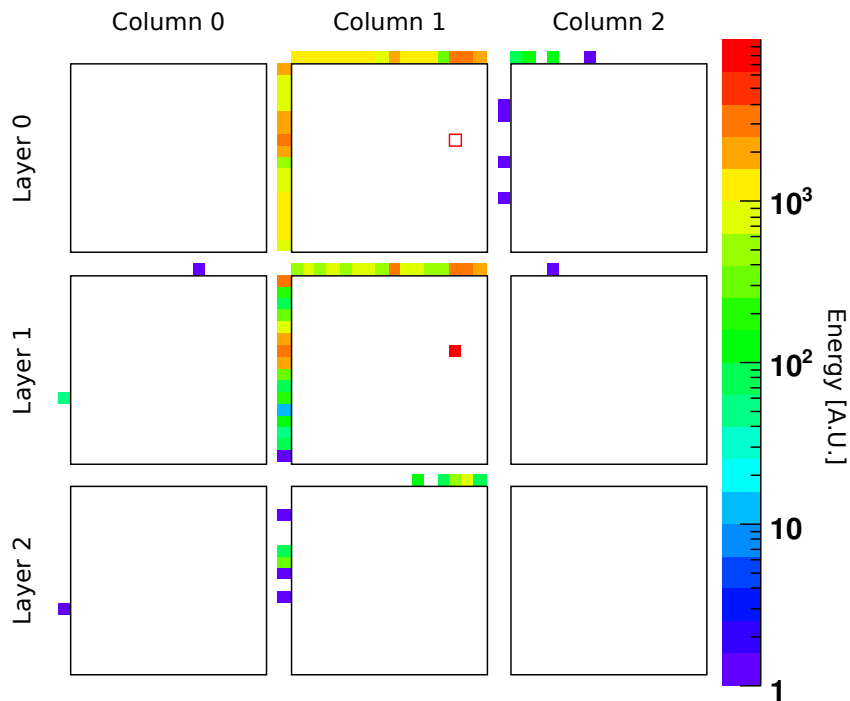 Column 0 Column 1 Column 2
Layer 0
Layer 1
Layer 2
10³
10²
10
1
Energy [A.U.]